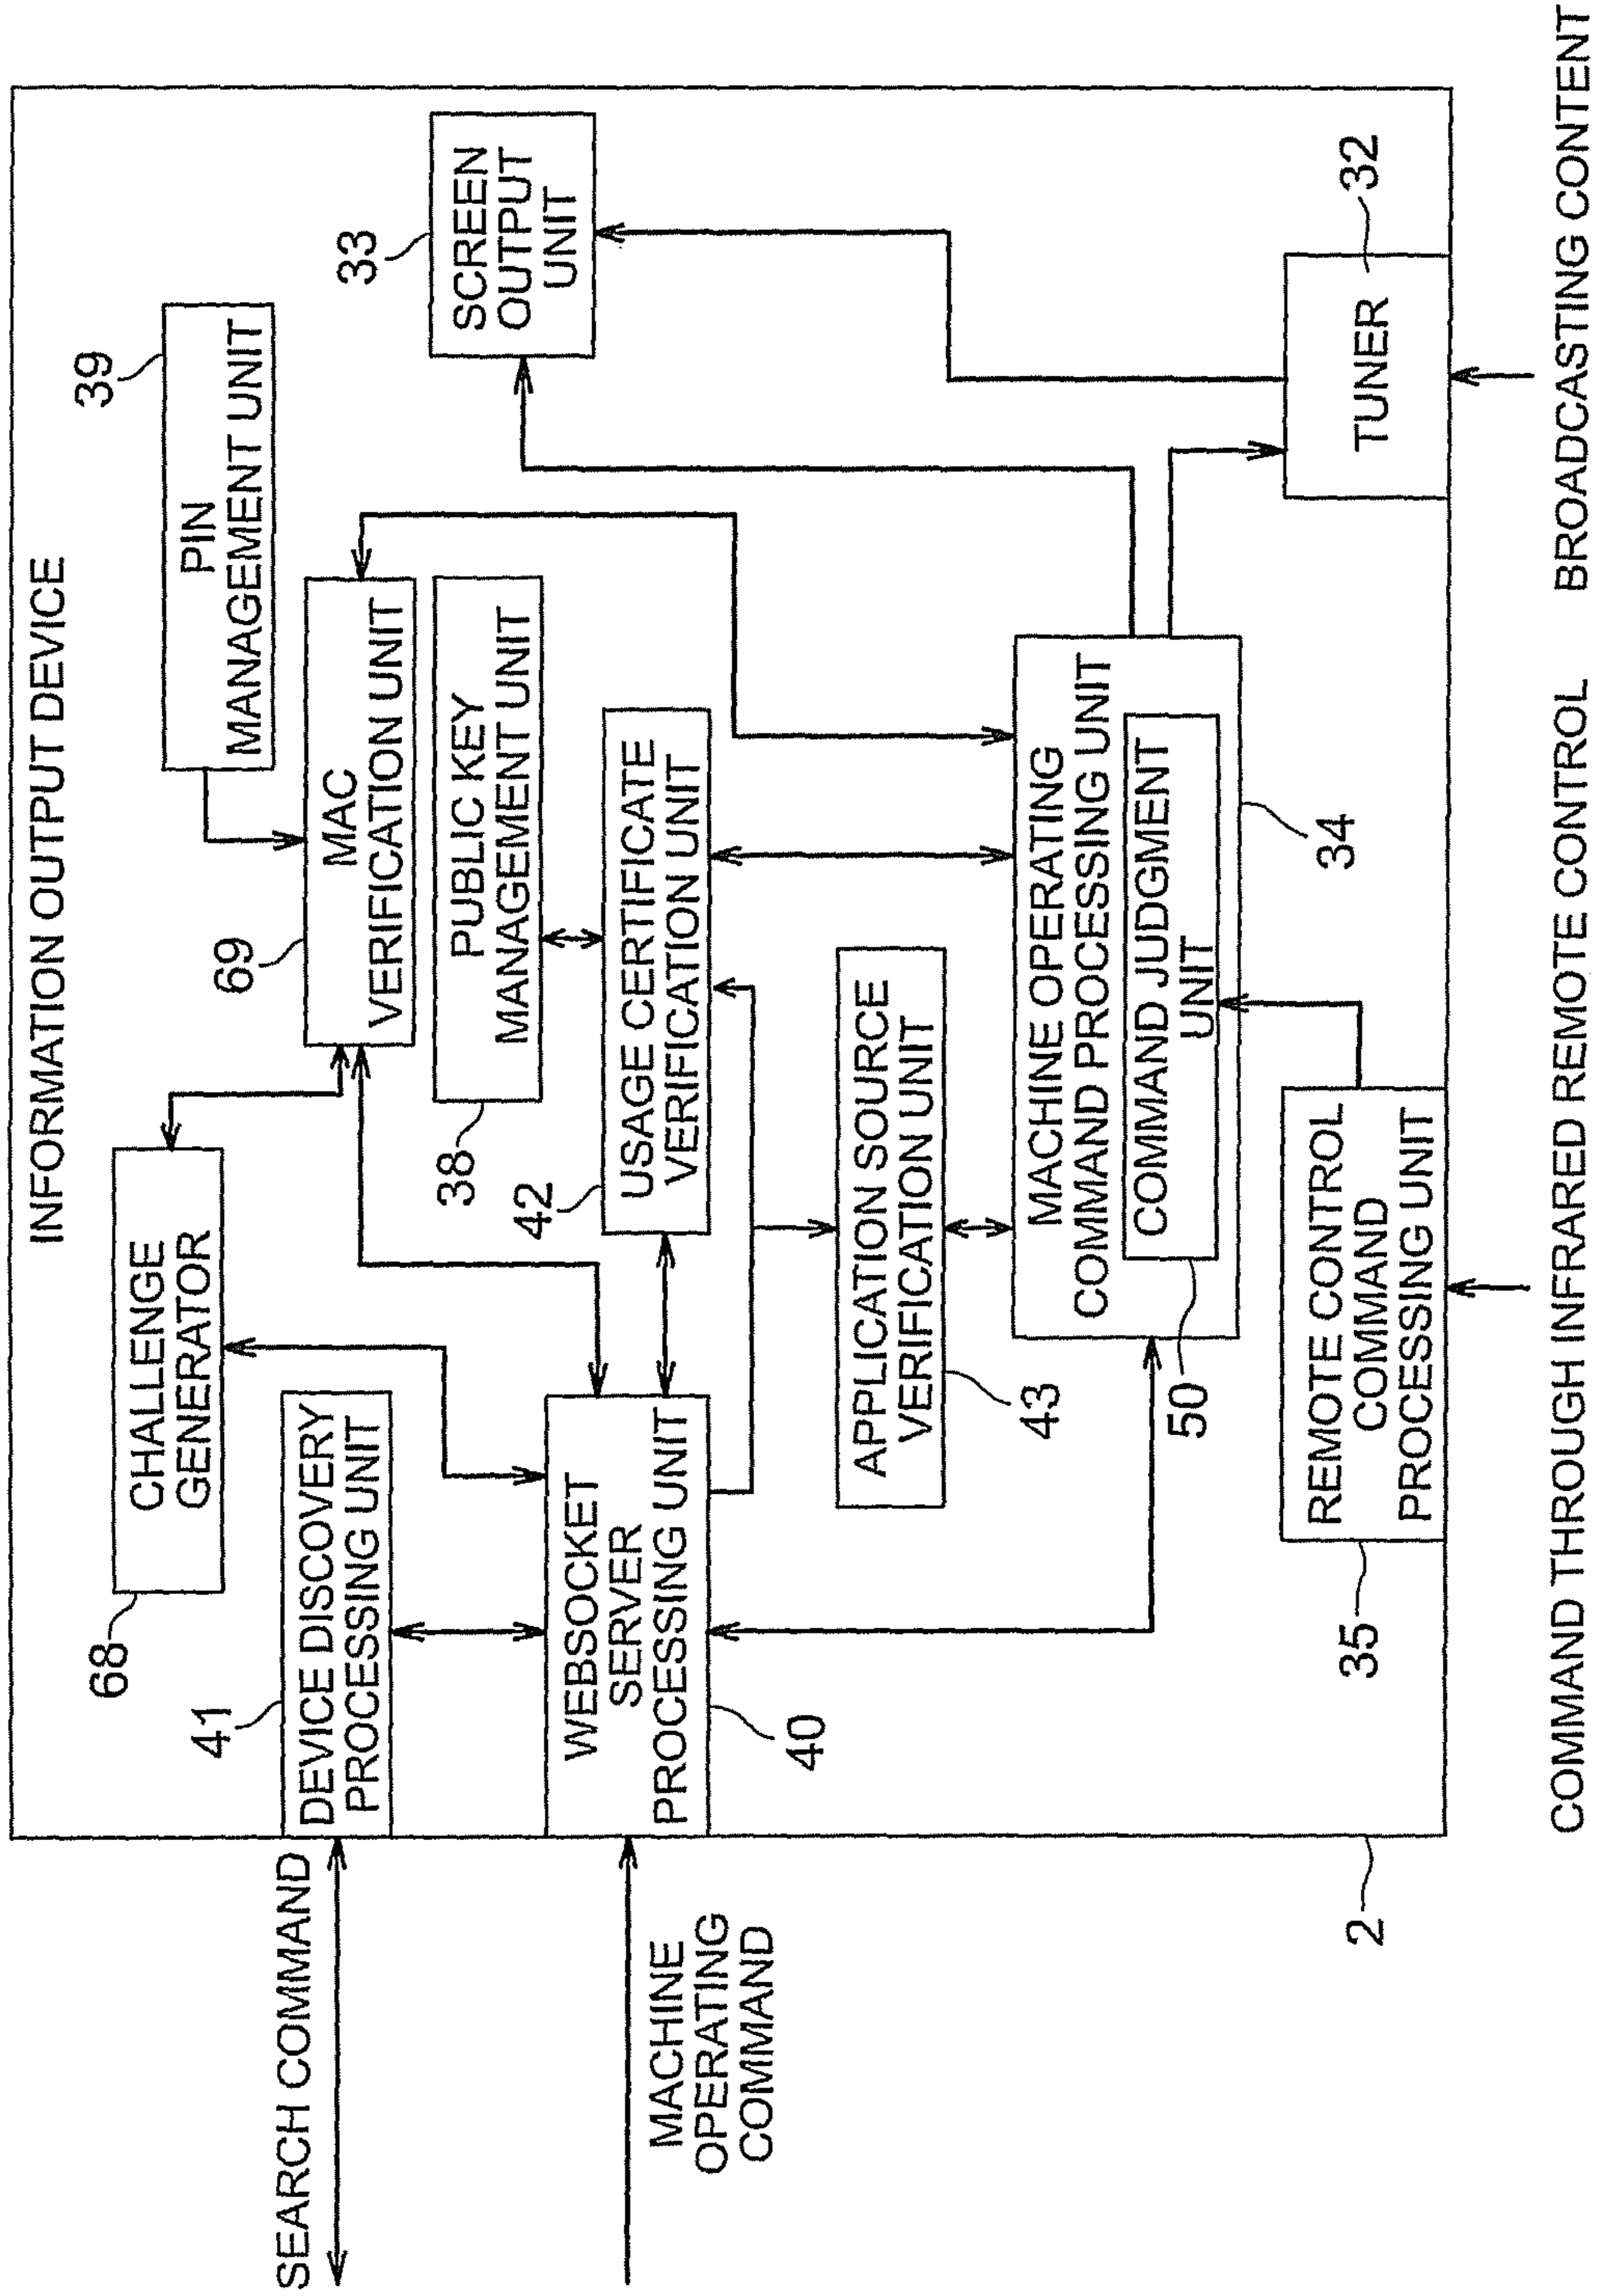 INFORMATION OUTPUT DEVICE
SEARCH COMMAND
MACHINE
OPERATING
COMMAND
68
CHALLENGE
GENERATOR
39
PIN
MANAGEMENT UNIT
41
DEVICE DISCOVERY
PROCESSING UNIT
69
MAC
VERIFICATION UNIT
33
SCREEN
OUTPUT
UNIT
38
PUBLIC KEY
MANAGEMENT UNIT
WEBSOCKET
SERVER
PROCESSING UNIT
40
42
USAGE CERTIFICATE
VERIFICATION UNIT
APPLICATION SOURCE
VERIFICATION UNIT
43
MACHINE OPERATING
COMMAND PROCESSING UNIT
COMMAND JUDGMENT
UNIT
50
34
35
REMOTE CONTROL
COMMAND
PROCESSING UNIT
TUNER
32
2
COMMAND THROUGH INFRARED REMOTE CONTROL
BROADCASTING CONTENT